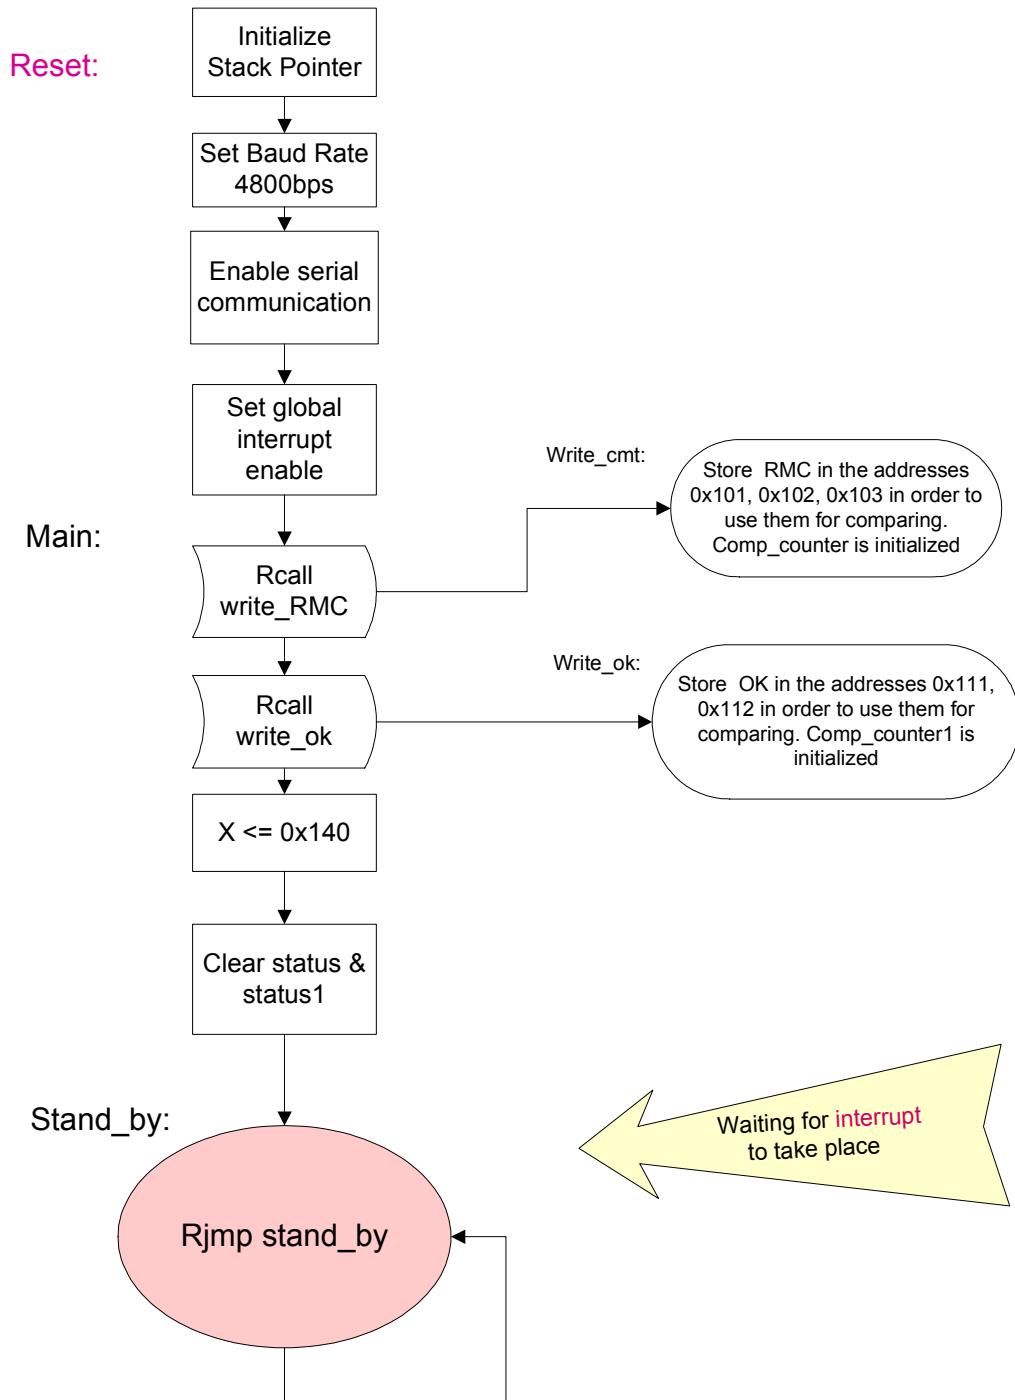 Reset:
Initialize
Stack Pointer
Set Baud Rate
4800bps
Enable serial
communication
Set global
interrupt
enable
Main:
Rcall
write_RMC
Write_cmt:
Store  RMC in the addresses
0x101, 0x102, 0x103 in order to
use them for comparing.
Comp_counter is initialized
Rcall
write_ok
Write_ok:
Store  OK in the addresses 0x111,
0x112 in order to use them for
comparing. Comp_counter1 is
initialized
X <= 0x140
Clear status &
status1
Stand_by:
Waiting for interrupt
to take place
Rjmp stand_by